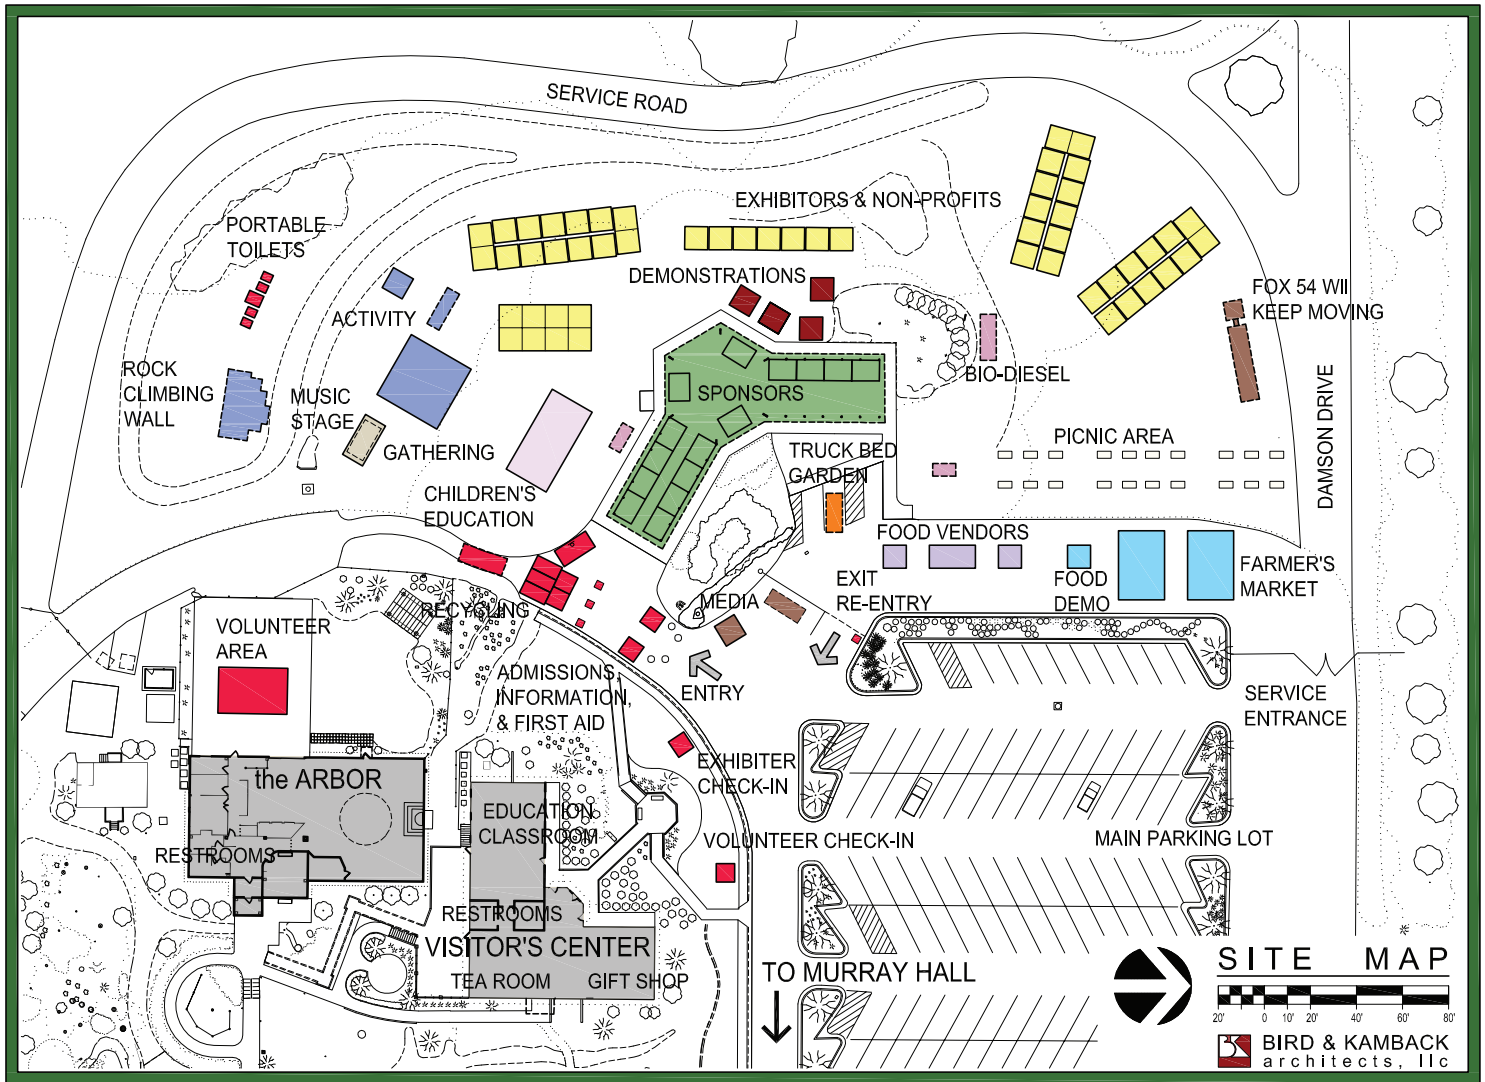 SERVICE ROAD
PORTABLE
TOILETS
EXHIBITORS & NON-PROFITS
DEMONSTRATIONS
FOX 54 WII
KEEP MOVING
ACTIVITY
ROCK
CLIMBING
WALL
MUSIC
STAGE
SPONSORS
BIO-DIESEL
DAMSON DRIVE
GATHERING
TRUCK BED
GARDEN
PICNIC AREA
CHILDREN'S
EDUCATION
FOOD VENDORS
EXIT
RE-ENTRY
FOOD
DEMO
FARMER'S
MARKET
RECYCLING
MEDIA
VOLUNTEER
AREA
ADMISSIONS,
INFORMATION,
& FIRST AID
ENTRY
SERVICE
ENTRANCE
EXHIBITER
CHECK-IN
the ARBOR
EDUCATION
CLASSROOM
VOLUNTEER CHECK-IN
MAIN PARKING LOT
RESTROOMS
RESTROOMS
VISITOR'S CENTER
TEA ROOM
GIFT SHOP
TO MURRAY HALL
SITE MAP
20' 0' 10' 20' 40' 60' 80'
BIRD & KAMBACK
architects, llc